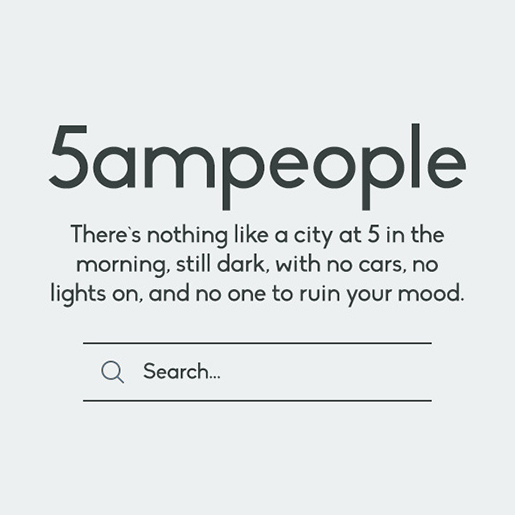 5ampeople
There`s nothing like a city at 5 in the
morning, still dark, with no cars, no
lights on, and no one to ruin your mood.
Search...